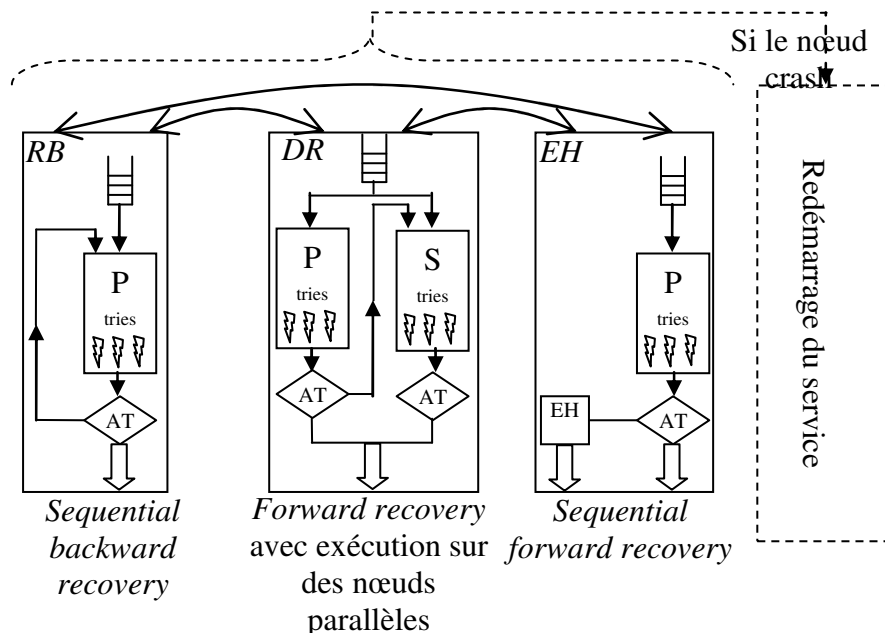 Si le nœud
crash
RB
DR
EH
P
tries
AT
P
tries
S
tries
AT
AT
P
tries
EH
AT
Redémarrage du service
Sequential
backward
recovery
Forward recovery
avec exécution sur
des nœuds
parallèles
Sequential
forward recovery